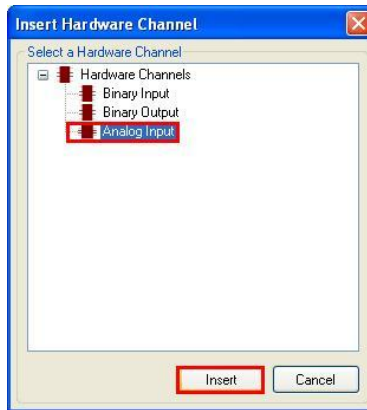 Insert Hardware Channel
Select a Hardware Channel
Hardware Channels
Binary Input
Binary Output
Analog Input
Insert
Cancel